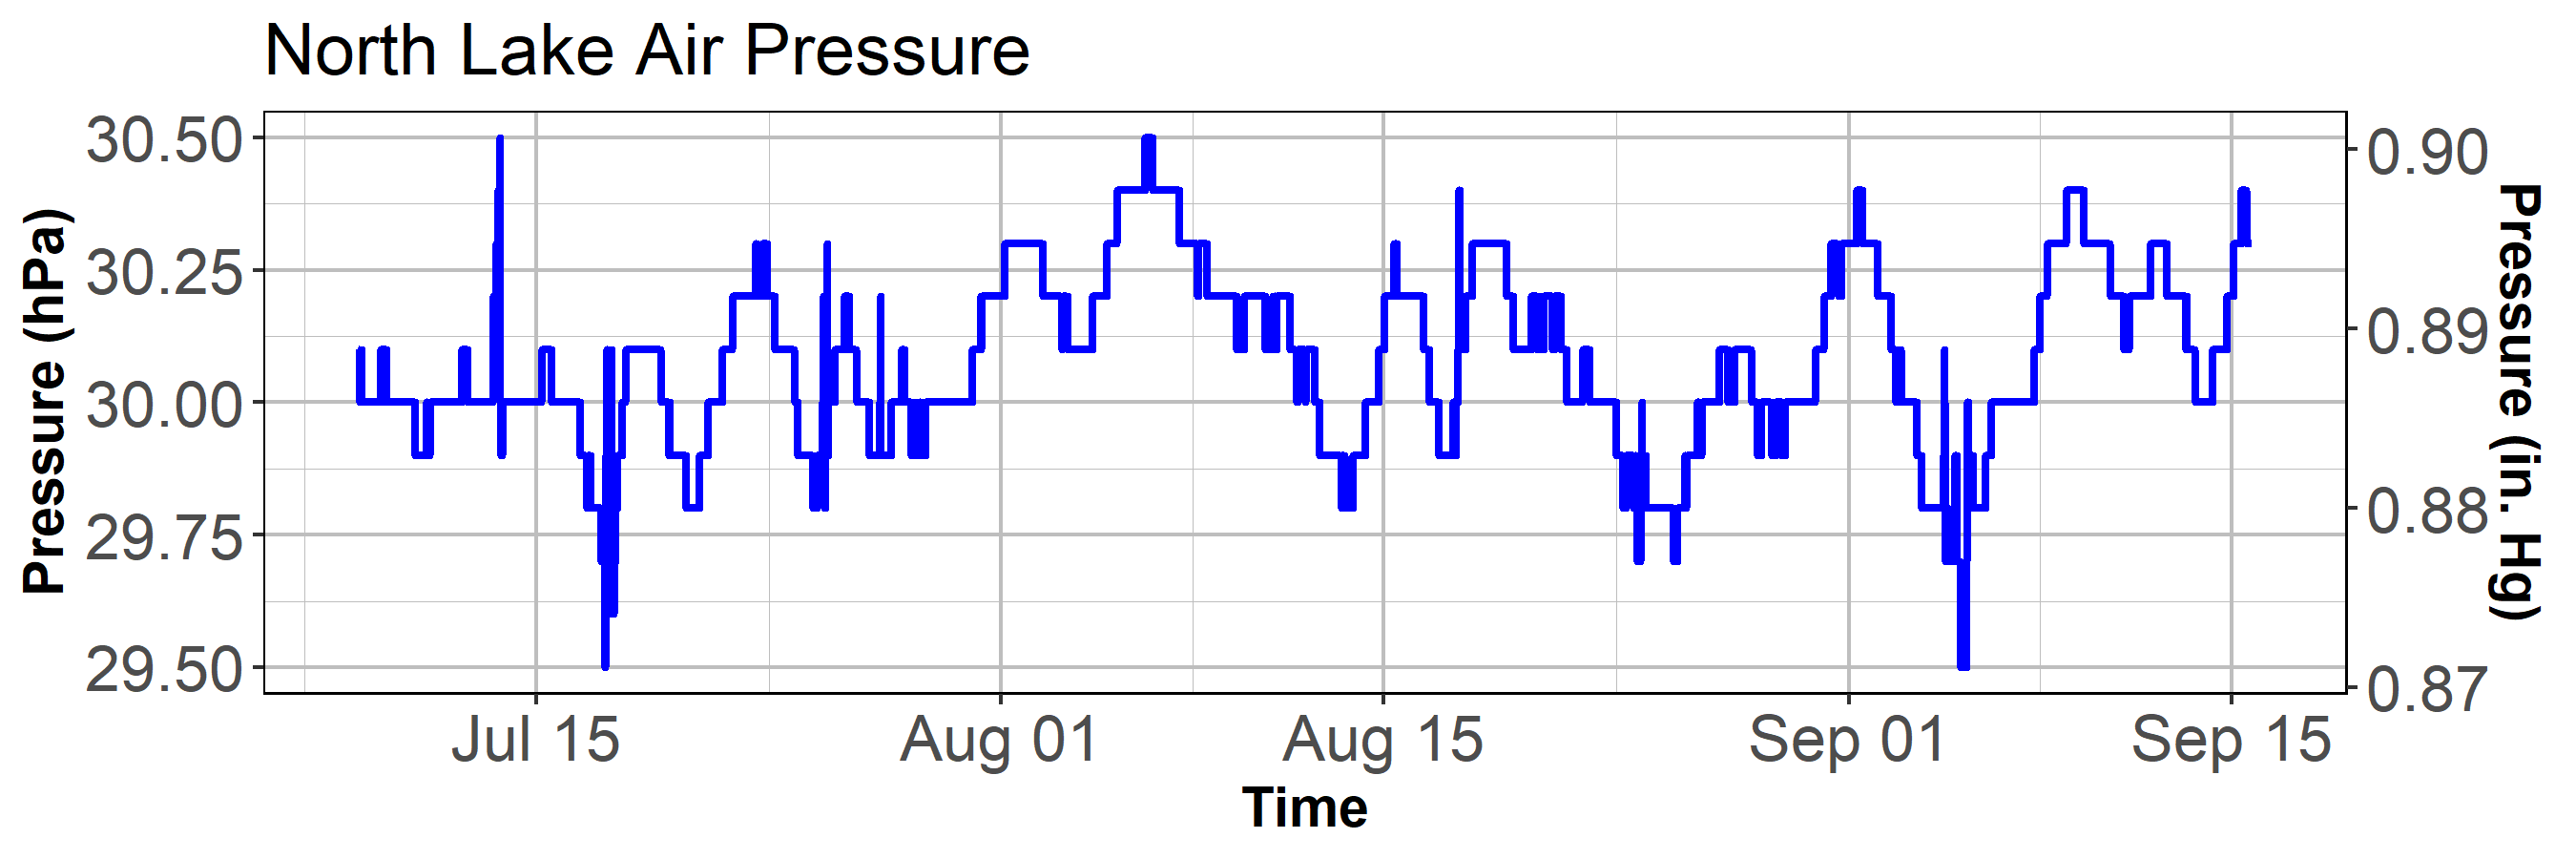 North Lake Air Pressure
Pressure (hPa)
30.50
30.25
30.00
29.75
29.50
0.90
0.89
0.88
0.87
Pressure (in. Hg)
Jul 15
Aug 01
Aug 15
Sep 01
Sep 15
Time